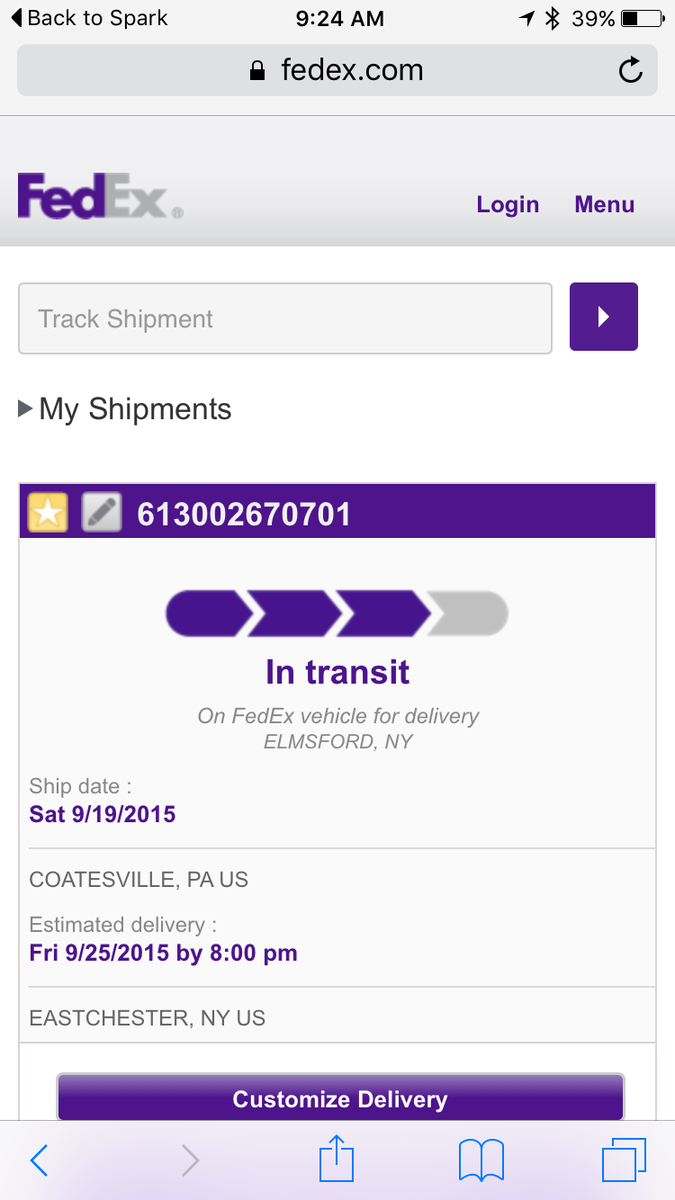 Back to Spark 9:24 AM 39%
fedex.com
FedEx®
Login Menu
Track Shipment
My Shipments
613002670701
In transit
On FedEx vehicle for delivery
ELMSFORD, NY
Ship date :
Sat 9/19/2015
COATESVILLE, PA US
Estimated delivery :
Fri 9/25/2015 by 8:00 pm
EASTCHESTER, NY US
Customize Delivery